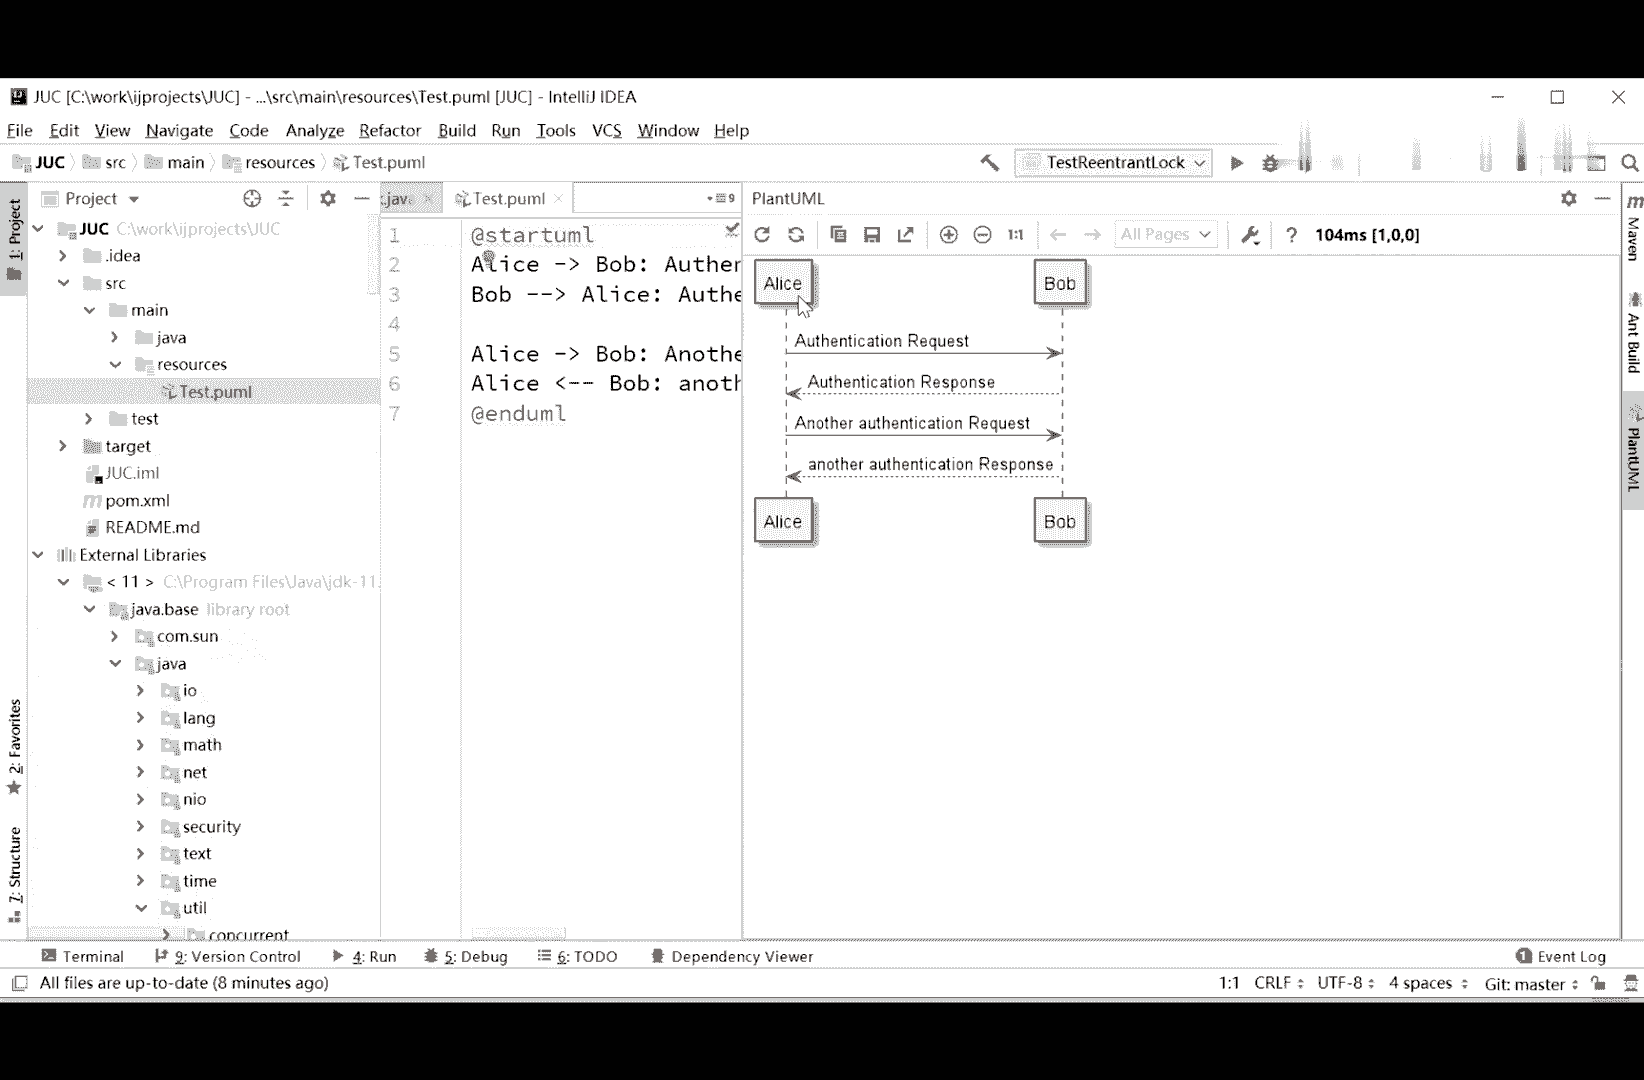 JUC [C:\work\ijprojects\JUC] - ...\src\main\resources\Test.puml [JUC] - IntelliJ IDEA
File Edit View Navigate Code Analyze Refactor Build Run Tools VCS Window Help
JUC src main resources Test.puml TestReentrantLock
1: Project
2: Favorites
7: Structure
Project
JUC C:\work\ijprojects\JUC
.idea
src
main
java
resources
Test.puml
test
target
JUC.iml
pom.xml
README.md
External Libraries
< 11 > C:\Program Files\Java\jdk-11.
java.base library root
com.sun
java
io
lang
math
net
nio
security
text
time
util
concurrent
.java Test.puml 9
1 @startuml
2 Alice -> Bob: Authen
3 Bob --> Alice: Authe
4
5 Alice -> Bob: Anothe
6 Alice <-- Bob: anoth
7 @enduml
PlantUML
1:1 All Pages ? 104ms [1,0,0]
Alice Bob
Authentication Request
Authentication Response
Another authentication Request
another authentication Response
Alice Bob
m Maven
Ant Build
PlantUML
Terminal 9: Version Control 4: Run 5: Debug 6: TODO Dependency Viewer 1 Event Log
All files are up-to-date (8 minutes ago) 1:1 CRLF UTF-8 4 spaces Git: master